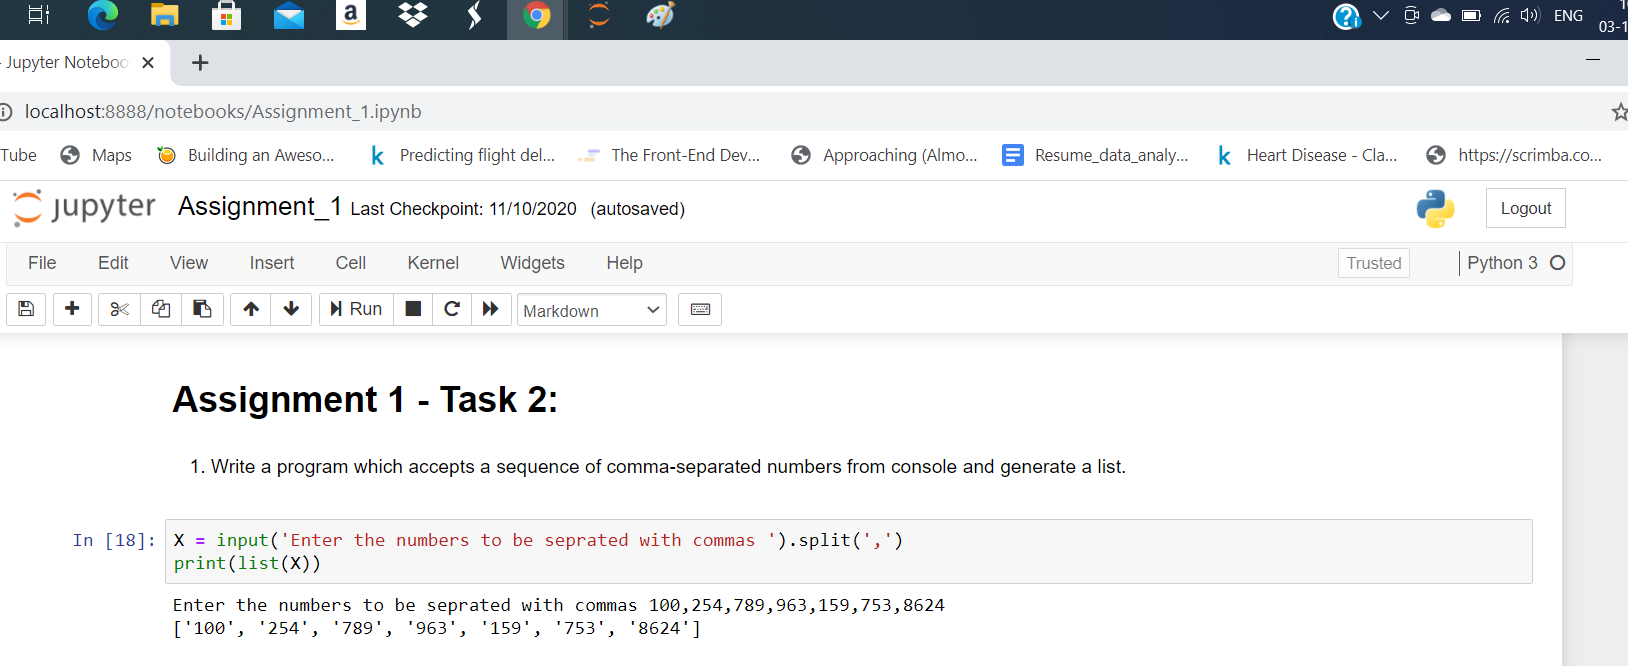 ENG
03-1
Jupyter Noteboo
localhost:8888/notebooks/Assignment_1.ipynb
Tube Maps Building an Aweso... Predicting flight del... The Front-End Dev... Approaching (Almo... Resume_data_analy... Heart Disease - Cla... https://scrimba.co...
jupyter Assignment_1 Last Checkpoint: 11/10/2020 (autosaved) Logout
File Edit View Insert Cell Kernel Widgets Help Trusted Python 3
Run Markdown
Assignment 1 - Task 2:
1. Write a program which accepts a sequence of comma-separated numbers from console and generate a list.
In [18]: X = input('Enter the numbers to be seprated with commas ').split(',')
print(list(X))
Enter the numbers to be seprated with commas 100,254,789,963,159,753,8624
['100', '254', '789', '963', '159', '753', '8624']